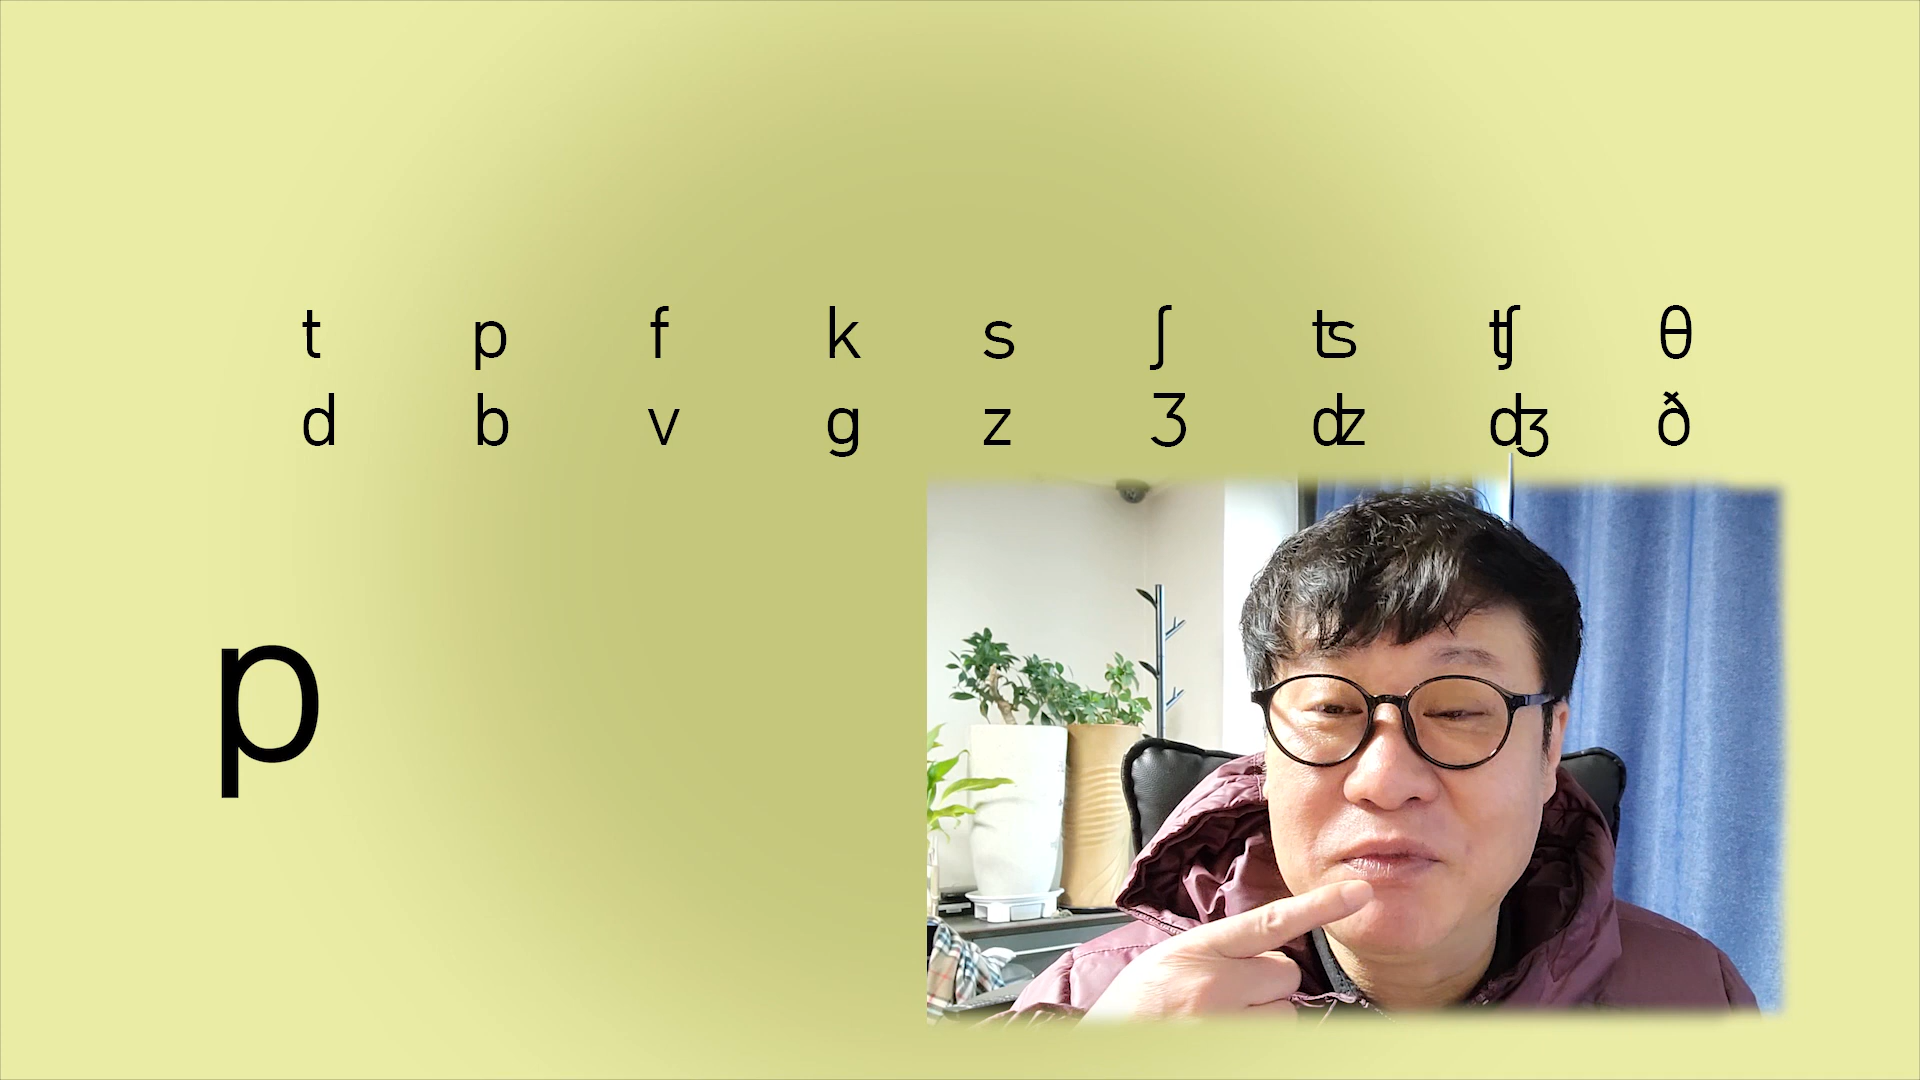 t p f k s ʃ ʦ ʧ θ
d b v g z ʒ ʣ ʤ ð
p